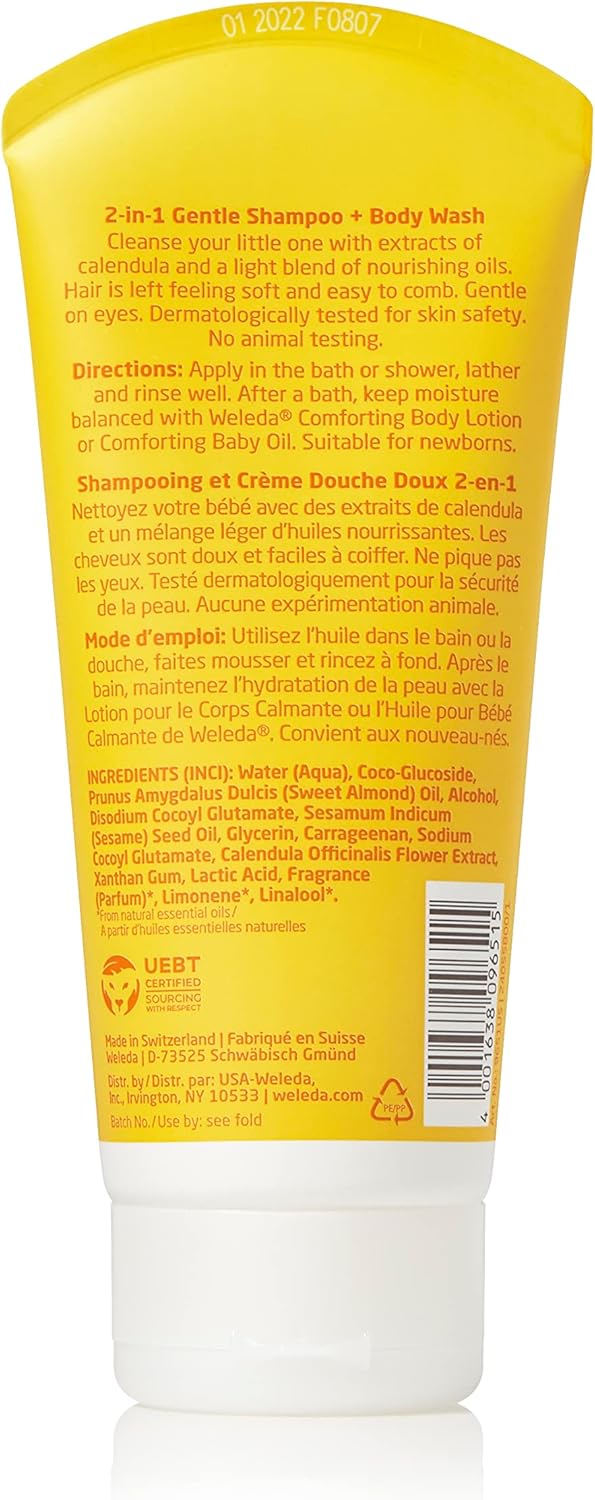 01 2022 F0807
2-in-1 Gentle Shampoo + Body Wash
Cleanse your little one with extracts of
calendula and a light blend of nourishing oils.
Hair is left feeling soft and easy to comb. Gentle
on eyes. Dermatologically tested for skin safety.
No animal testing.
Directions: Apply in the bath or shower, lather
and rinse well. After a bath, keep moisture
balanced with Weleda® Comforting Body Lotion
or Comforting Baby Oil. Suitable for newborns.
Shampooing et Crème Douche Doux 2-en-1
Nettoyez votre bébé avec des extraits de calendula
et un mélange léger d'huiles nourrissantes. Les
cheveux sont doux et faciles à coiffer. Ne pique pas
les yeux. Testé dermatologiquement pour la sécurité
de la peau. Aucune expérimentation animale.
Mode d'emploi: Utilisez l'huile dans le bain ou la
douche, faites mousser et rincez à fond. Après le
bain, maintenez l'hydratation de la peau avec la
Lotion pour le Corps Calmante ou l'Huile pour Bébé
Calmante de Weleda®. Convient aux nouveau-nés.
INGREDIENTS (INCI): Water (Aqua), Coco-Glucoside,
Prunus Amygdalus Dulcis (Sweet Almond) Oil, Alcohol,
Disodium Cocoyl Glutamate, Sesamum Indicum
(Sesame) Seed Oil, Glycerin, Carrageenan, Sodium
Cocoyl Glutamate, Calendula Officinalis Flower Extract,
Xanthan Gum, Lactic Acid, Fragrance
(Parfum)*, Limonene*, Linalool*.
*From natural essential oils/
A partir d'huiles essentielles naturelles
UEBT
CERTIFIED
SOURCING
WITH RESPECT
Made in Switzerland | Fabriqué en Suisse
Weleda | D-73525 Schwäbisch Gmünd
Distr. by/Distr. par: USA-Weleda,
Inc., Irvington, NY 10533 | weleda.com
Batch No./Use by: see fold
PE/PP
4 001638 096515
Art. No.